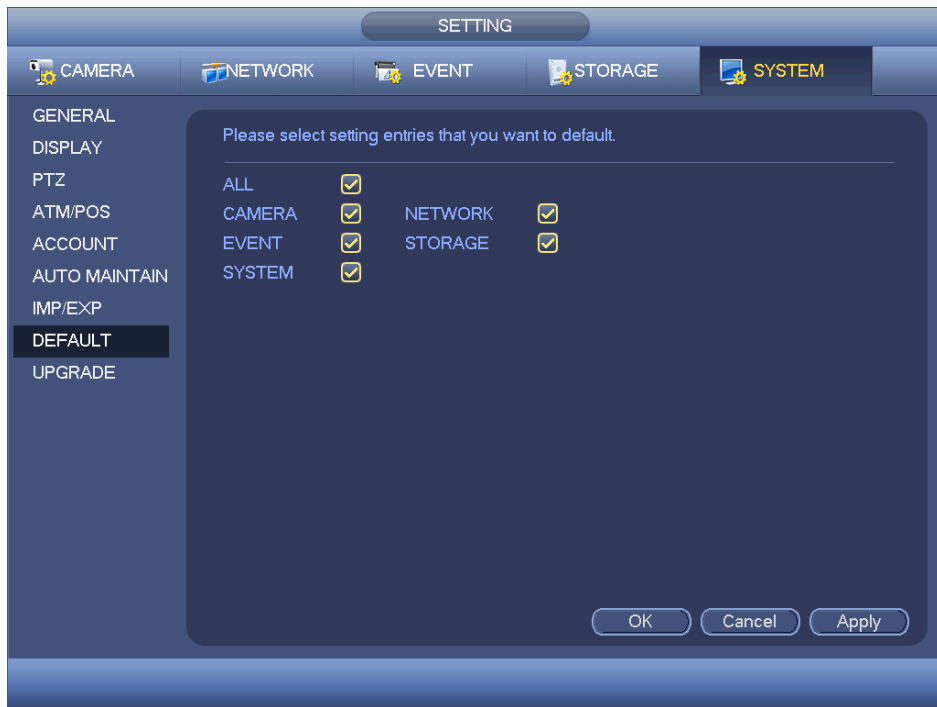 SETTING
CAMERA NETWORK EVENT STORAGE SYSTEM
GENERAL
DISPLAY
PTZ
ATM/POS
ACCOUNT
AUTO MAINTAIN
IMP/EXP
DEFAULT
UPGRADE
Please select setting entries that you want to default.
ALL
CAMERA NETWORK
EVENT STORAGE
SYSTEM
OK Cancel Apply